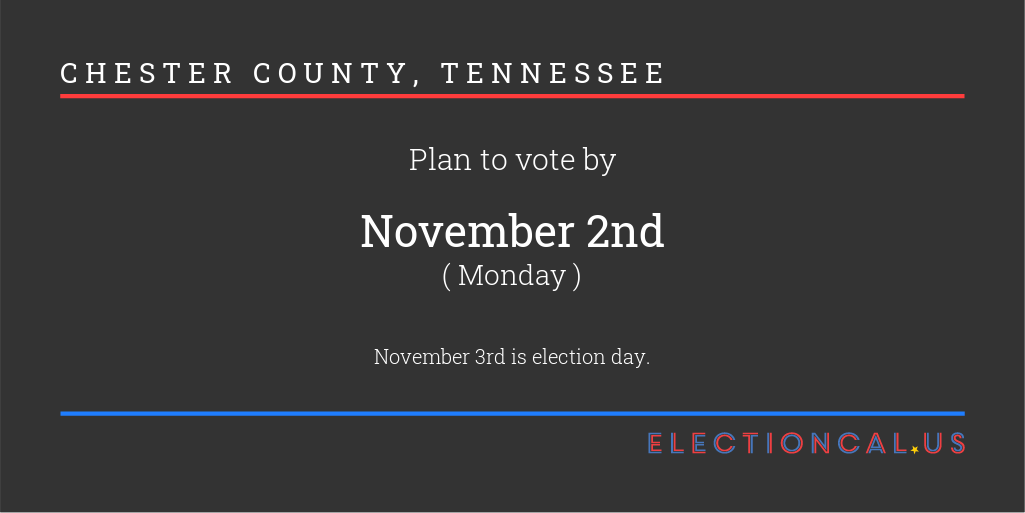 CHESTER COUNTY, TENNESSEE
Plan to vote by
November 2nd
( Monday )
November 3rd is election day.
ELECTIONCAL.US